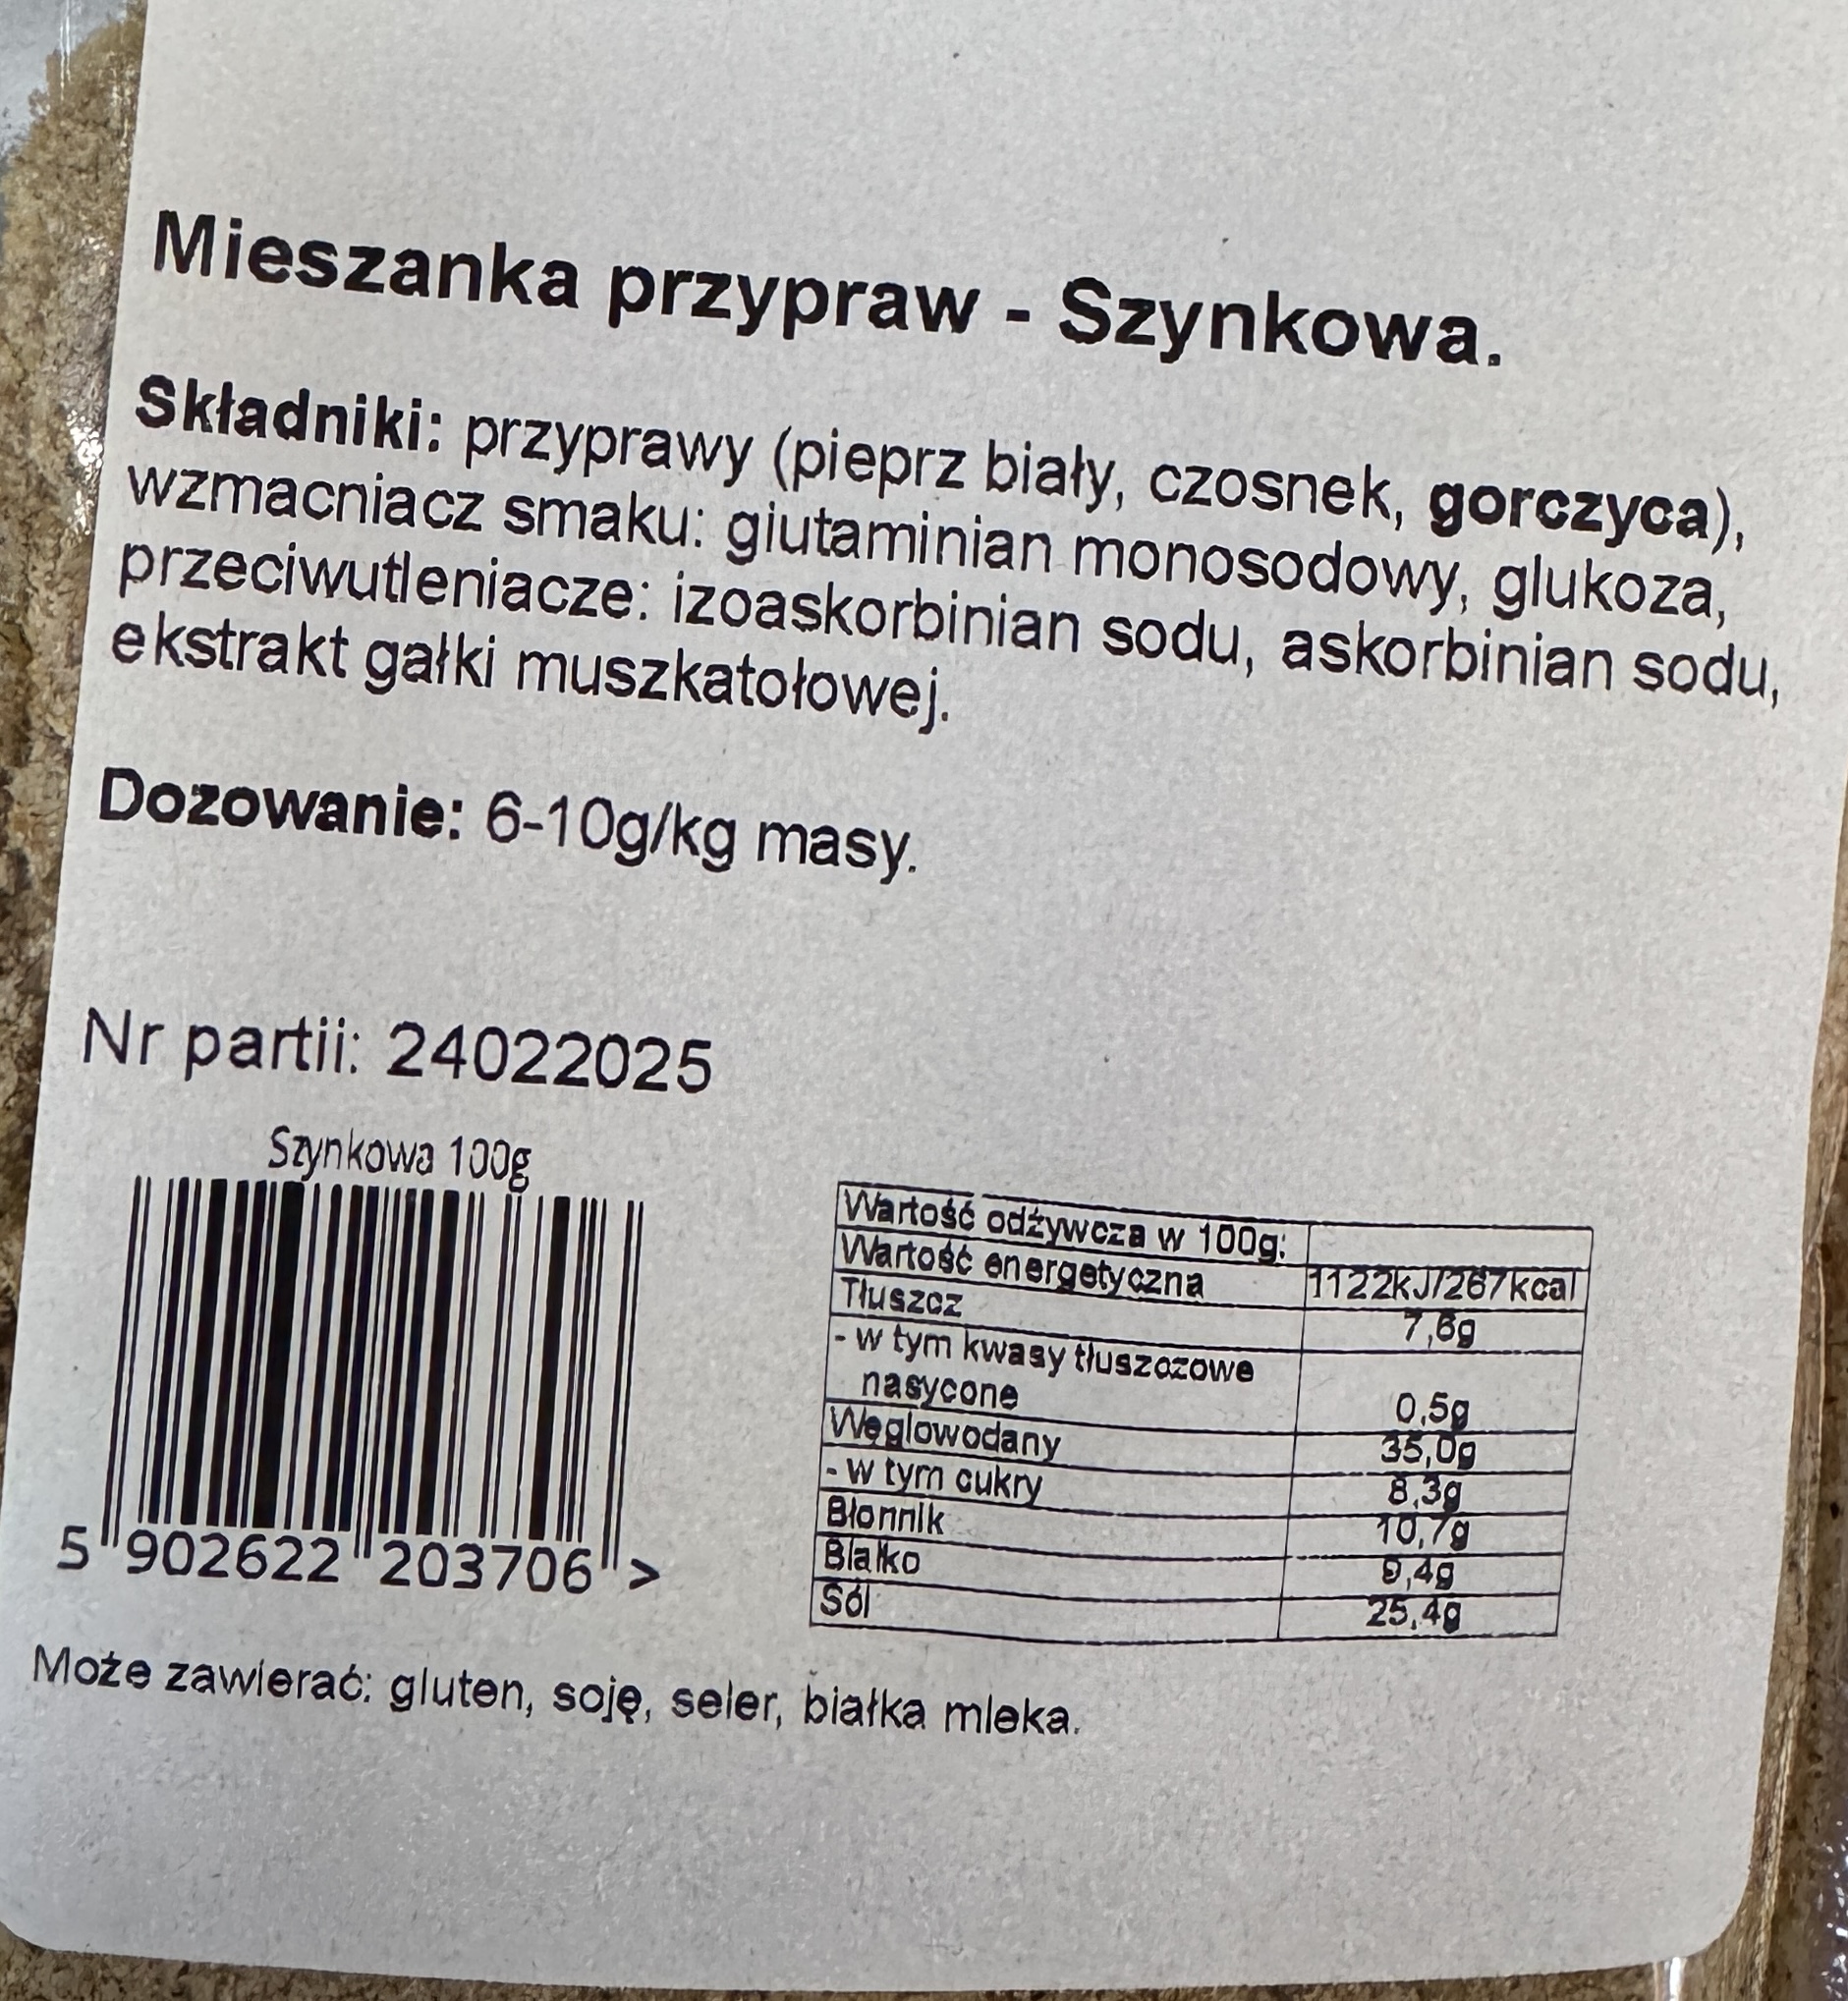 Mieszanka przypraw - Szynkowa.
Składniki: przyprawy (pieprz biały, czosnek, gorczyca),
wzmacniacz smaku: giutaminian monosodowy, glukoza,
przeciwutleniacze: izoaskorbinian sodu, askorbinian sodu,
ekstrakt gałki muszkatołowej.
Dozowanie: 6-10g/kg masy.
Nr partii: 24022025
Szynkowa 100g
5 902622 203706 >
Wartość odżywcza w 100g:
Wartość energetyczna 1122kJ/267kcal
Tłuszcz 7,6g
- w tym kwasy tłuszczowe
nasycone 0,5g
Węglowodany 35,0g
- w tym cukry 8,3g
Błonnik 10,7g
Białko 9,4g
Sól 25,4g
Może zawierać: gluten, soję, seler, białka mleka.